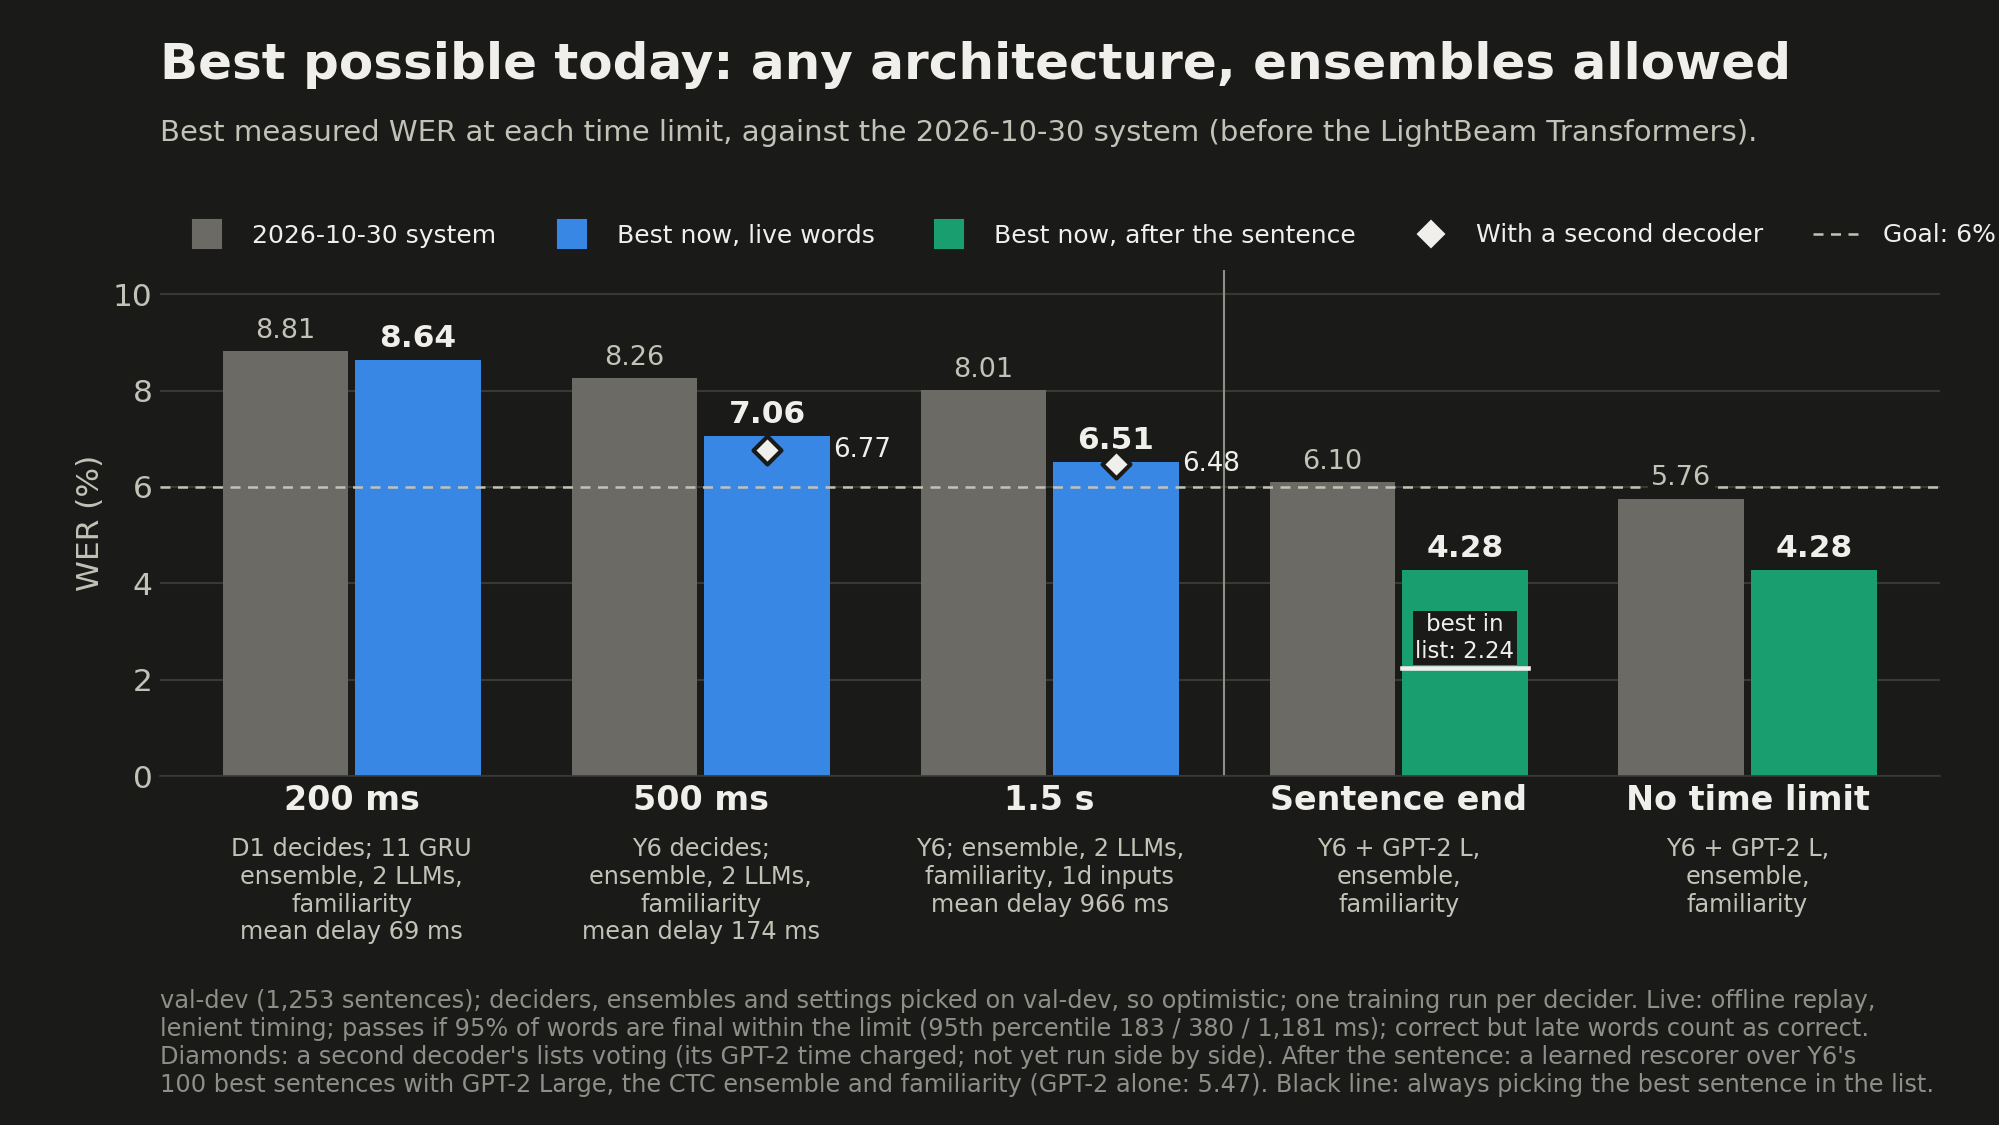 Best possible today: any architecture, ensembles allowed
Best measured WER at each time limit, against the 2026-10-30 system (before the LightBeam Transformers).
2026-10-30 system
Best now, live words
Best now, after the sentence
With a second decoder
Goal: 6%
WER (%)
10
8
6
4
2
0
8.81
8.64
8.26
7.06
6.77
8.01
6.51
6.48
6.10
4.28
best in
list: 2.24
5.76
4.28
200 ms
D1 decides; 11 GRU
ensemble, 2 LLMs,
familiarity
mean delay 69 ms
500 ms
Y6 decides;
ensemble, 2 LLMs,
familiarity
mean delay 174 ms
1.5 s
Y6; ensemble, 2 LLMs,
familiarity, 1d inputs
mean delay 966 ms
Sentence end
Y6 + GPT-2 L,
ensemble,
familiarity
No time limit
Y6 + GPT-2 L,
ensemble,
familiarity
val-dev (1,253 sentences); deciders, ensembles and settings picked on val-dev, so optimistic; one training run per decider. Live: offline replay,
lenient timing; passes if 95% of words are final within the limit (95th percentile 183 / 380 / 1,181 ms); correct but late words count as correct.
Diamonds: a second decoder's lists voting (its GPT-2 time charged; not yet run side by side). After the sentence: a learned rescorer over Y6's
100 best sentences with GPT-2 Large, the CTC ensemble and familiarity (GPT-2 alone: 5.47). Black line: always picking the best sentence in the list.